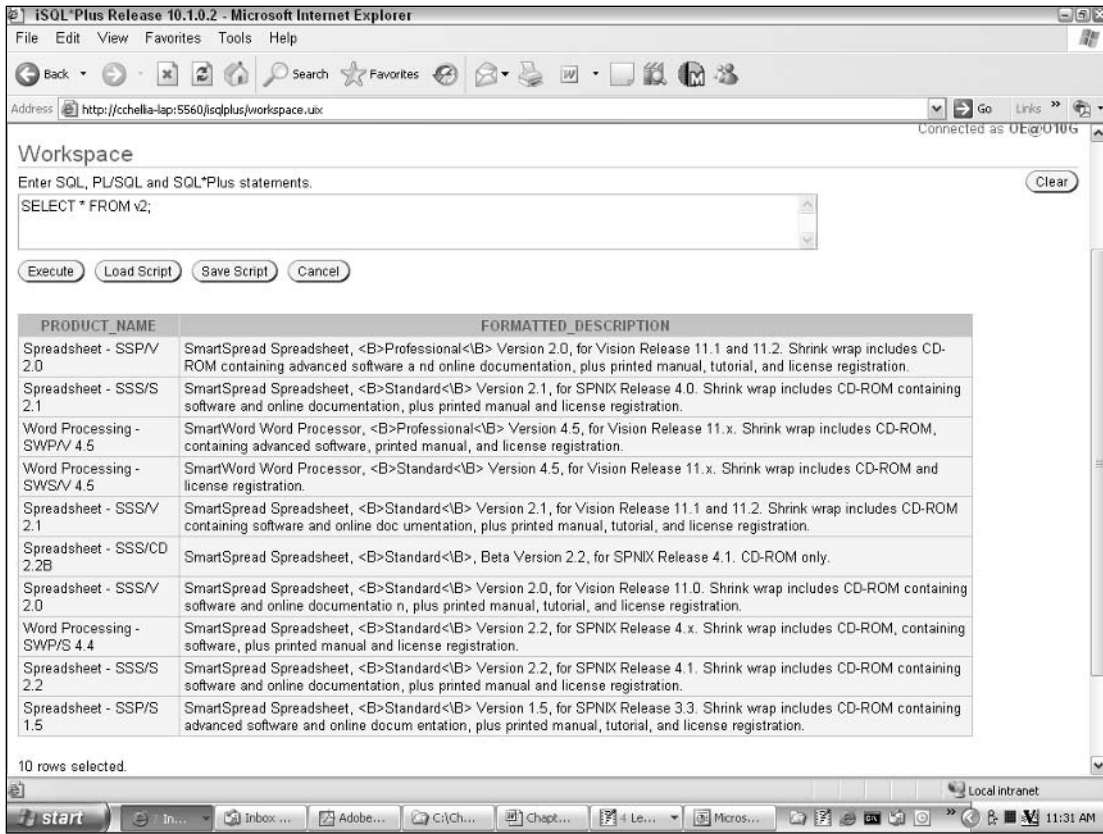 iSQL*Plus Release 10.1.0.2 - Microsoft Internet Explorer
File Edit View Favorites Tools Help
Back Search Favorites
Address http://cchellia-lap:5560/isqlplus/workspace.uix Go Links »
Connected as OE@O10G
Workspace
Enter SQL, PL/SQL and SQL*Plus statements. Clear
SELECT * FROM v2;
Execute Load Script Save Script Cancel
PRODUCT_NAME FORMATTED_DESCRIPTION
Spreadsheet - SSP/V SmartSpread Spreadsheet, <B>Professional<\B> Version 2.0, for Vision Release 11.1 and 11.2. Shrink wrap includes CD-
2.0 ROM containing advanced software a nd online documentation, plus printed manual, tutorial, and license registration.
Spreadsheet - SSS/S SmartSpread Spreadsheet, <B>Standard<\B> Version 2.1, for SPNIX Release 4.0. Shrink wrap includes CD-ROM containing
2.1 software and online documentation, plus printed manual and license registration.
Word Processing - SmartWord Word Processor, <B>Professional<\B> Version 4.5, for Vision Release 11.x. Shrink wrap includes CD-ROM,
SWP/V 4.5 containing advanced software, printed manual, and license registration.
Word Processing - SmartWord Word Processor, <B>Standard<\B> Version 4.5, for Vision Release 11.x. Shrink wrap includes CD-ROM and
SWS/V 4.5 license registration.
Spreadsheet - SSS/V SmartSpread Spreadsheet, <B>Standard<\B> Version 2.1, for Vision Release 11.1 and 11.2. Shrink wrap includes CD-ROM
2.1 containing software and online doc umentation, plus printed manual, tutorial, and license registration.
Spreadsheet - SSS/CD SmartSpread Spreadsheet, <B>Standard<\B>, Beta Version 2.2, for SPNIX Release 4.1. CD-ROM only.
2.2B
Spreadsheet - SSS/V SmartSpread Spreadsheet, <B>Standard<\B> Version 2.0, for Vision Release 11.0. Shrink wrap includes CD-ROM containing
2.0 software and online documentatio n, plus printed manual, tutorial, and license registration.
Word Processing - SmartSpread Spreadsheet, <B>Standard<\B> Version 2.2, for SPNIX Release 4.x. Shrink wrap includes CD-ROM, containing
SWP/S 4.4 software, plus printed manual and license registration.
Spreadsheet - SSS/S SmartSpread Spreadsheet, <B>Standard<\B> Version 2.2, for SPNIX Release 4.1. Shrink wrap includes CD-ROM containing
2.2 software and online documentation, plus printed manual and license registration.
Spreadsheet - SSP/S SmartSpread Spreadsheet, <B>Standard<\B> Version 1.5, for SPNIX Release 3.3. Shrink wrap includes CD-ROM containing
1.5 advanced software and online docum entation, plus printed manual, tutorial, and license registration.
10 rows selected.
Local intranet
start 7 In... Inbox ... Adobe... C:\Ch... Chapt... 4 Le... Micros... » 11:31 AM